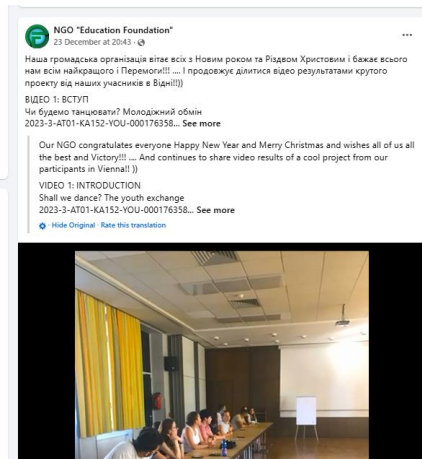 NGO "Education Foundation"
23 December at 20:43 ·
Наша громадська організація вітає всіх з Новим роком та Різдвом Христовим і бажає всього
нам всім найкращого і Перемоги!!! .... І продовжує ділитися відео результатами крутого
проекту від наших учасників в Відні!!))
ВІДЕО 1: ВСТУП
Чи будемо танцювати? Молодіжний обмін
2023-3-AT01-KA152-YOU-000176358... See more
Our NGO congratulates everyone Happy New Year and Merry Christmas and wishes all of us all
the best and Victory!!! .... And continues to share video results of a cool project from our
participants in Vienna!! ))
VIDEO 1: INTRODUCTION
Shall we dance? The youth exchange
2023-3-AT01-KA152-YOU-000176358... See more
· Hide Original · Rate this translation